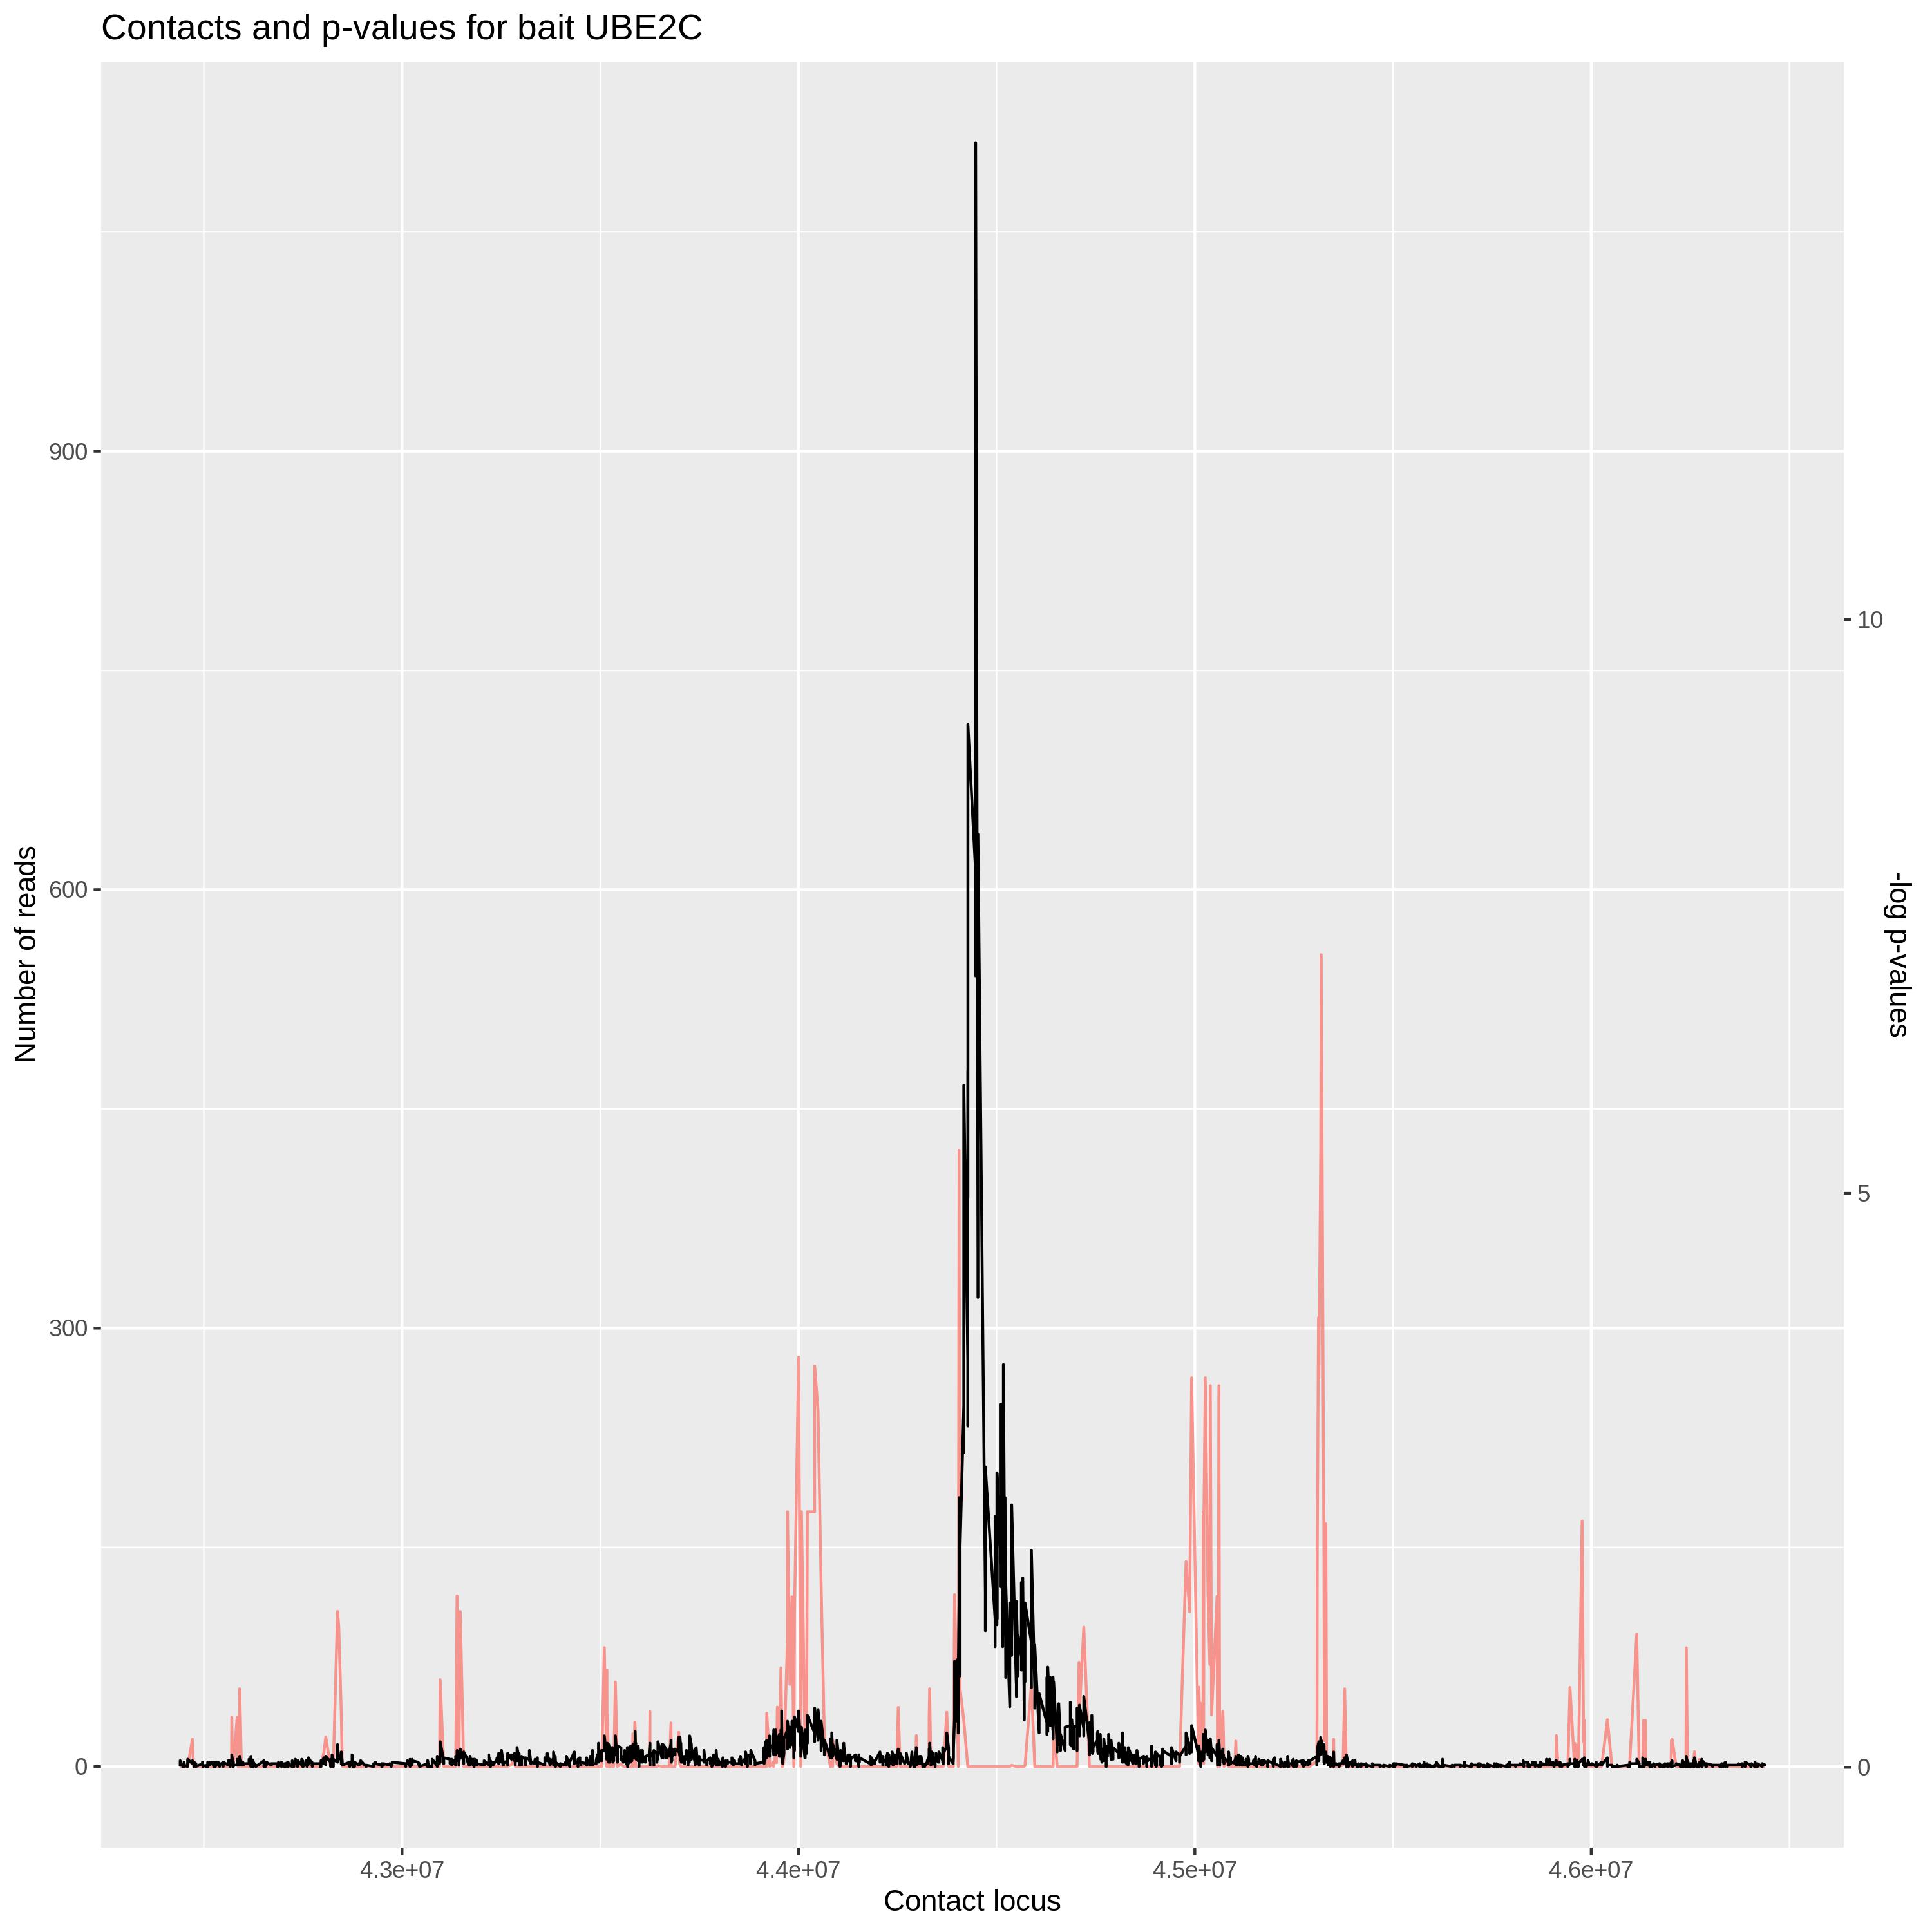 Contacts and p-values for bait UBE2C
900
600
300
0
10
5
0
Number of reads
-log p-values
4.3e+07
4.4e+07
4.5e+07
4.6e+07
Contact locus